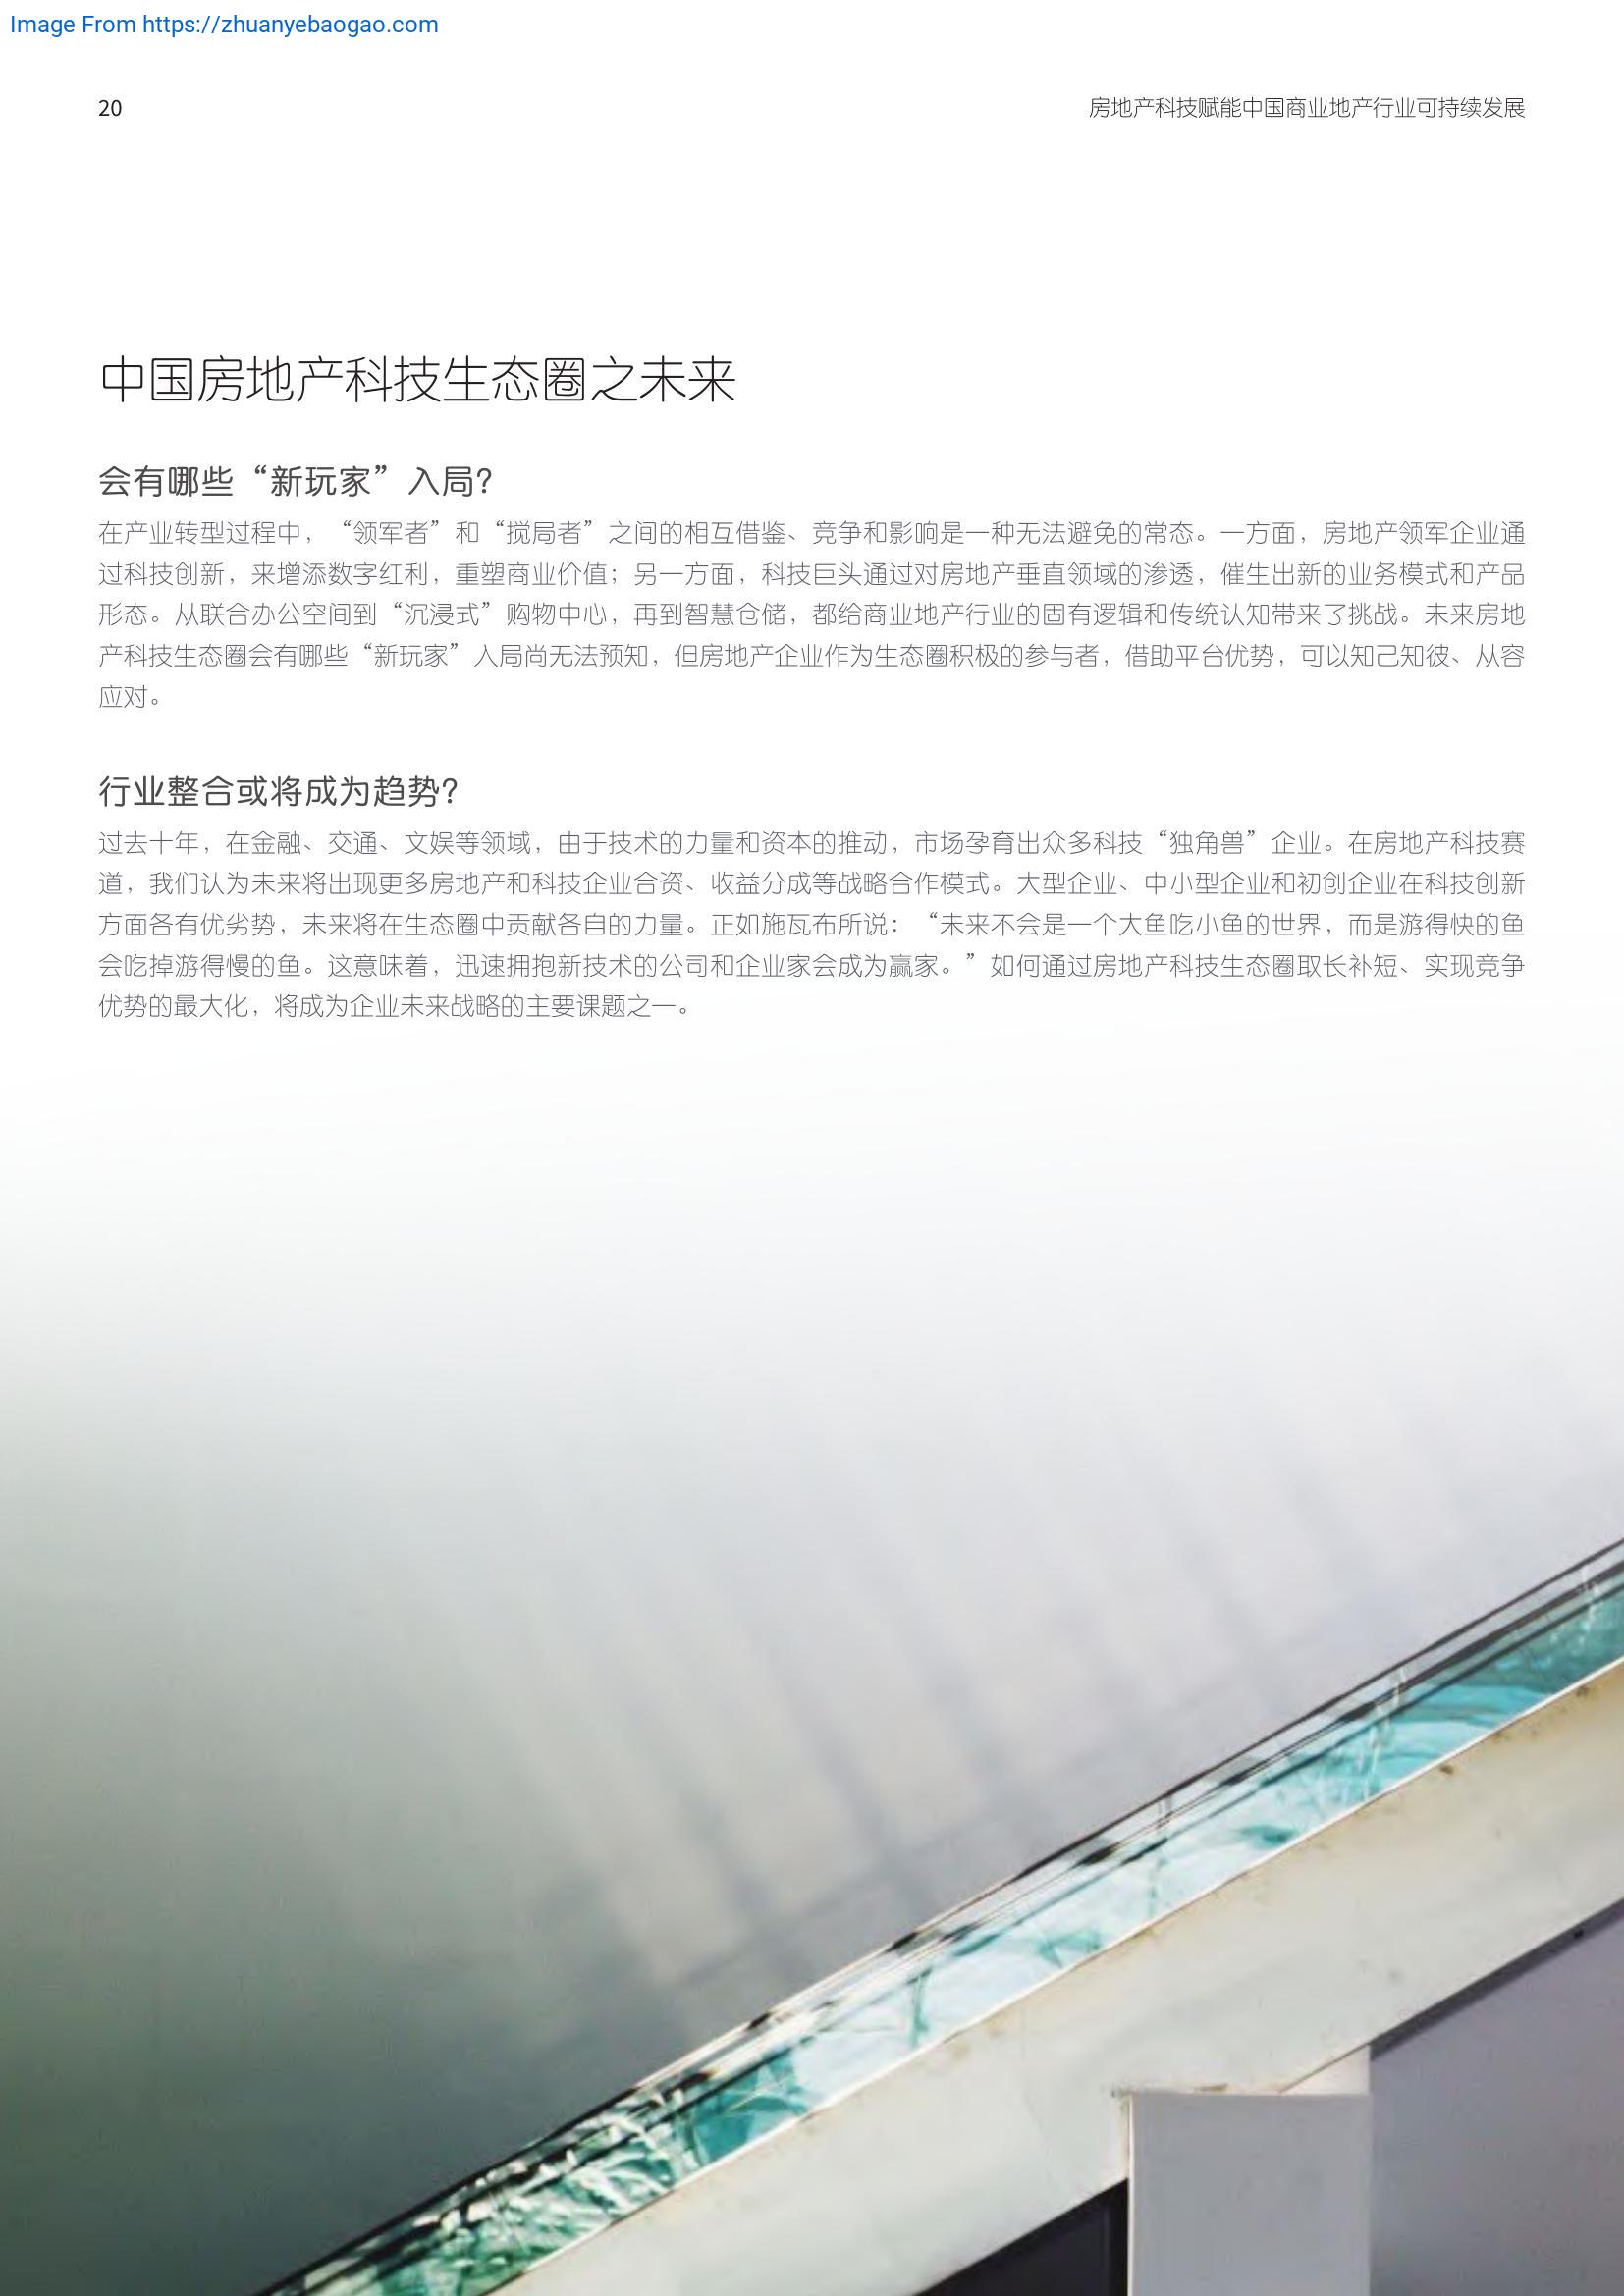 Image From https://zhuanyebaogao.com
20
房地产科技赋能中国商业地产行业可持续发展
中国房地产科技生态圈之未来
会有哪些“新玩家”入局?
在产业转型过程中，“领军者”和“搅局者”之间的相互借鉴、竞争和影响是一种无法避免的常态。一方面，房地产领军企业通
过科技创新，来增添数字红利，重塑商业价值；另一方面，科技巨头通过对房地产垂直领域的渗透，催生出新的业务模式和产品
形态。从联合办公空间到“沉浸式”购物中心，再到智慧仓储，都给商业地产行业的固有逻辑和传统认知带来了挑战。未来房地
产科技生态圈会有哪些“新玩家”入局尚无法预知，但房地产企业作为生态圈积极的参与者，借助平台优势，可以知己知彼、从容
应对。
行业整合或将成为趋势?
过去十年，在金融、交通、文娱等领域，由于技术的力量和资本的推动，市场孕育出众多科技“独角兽”企业。在房地产科技赛
道，我们认为未来将出现更多房地产和科技企业合资、收益分成等战略合作模式。大型企业、中小型企业和初创企业在科技创新
方面各有优劣势，未来将在生态圈中贡献各自的力量。正如施瓦布所说：“未来不会是一个大鱼吃小鱼的世界，而是游得快的鱼
会吃掉游得慢的鱼。这意味着，迅速拥抱新技术的公司和企业家会成为赢家。”如何通过房地产科技生态圈取长补短、实现竞争
优势的最大化，将成为企业未来战略的主要课题之一。